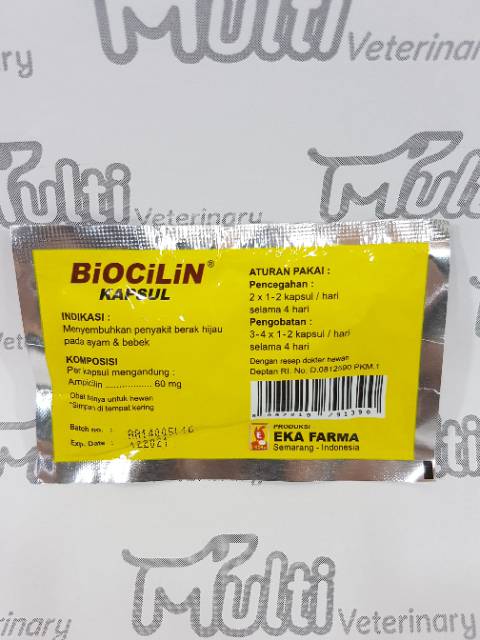 Multi Veterinary
Multi Veterinary
Multi
BiOCiLiN®
KAPSUL
INDIKASI :
Menyembuhkan penyakit berak hijau
pada ayam & bebek
KOMPOSISI
Per kapsul mengandung :
Ampicilin .................. 60 mg
Obat hanya untuk hewan
*Simpan di tempat kering
Batch no. :
Exp. Date : 122021
ATURAN PAKAI :
Pencegahan :
2 x 1-2 kapsul / hari
selama 4 hari
Pengobatan :
3-4 x 1-2 kapsul / hari
selama 4 hari
Dengan resep dokter hewan
Deptan RI. No. D.0812690 PKM.1
PRODUKSI
EKA FARMA
Semarang - Indonesia
Multi Veterinary